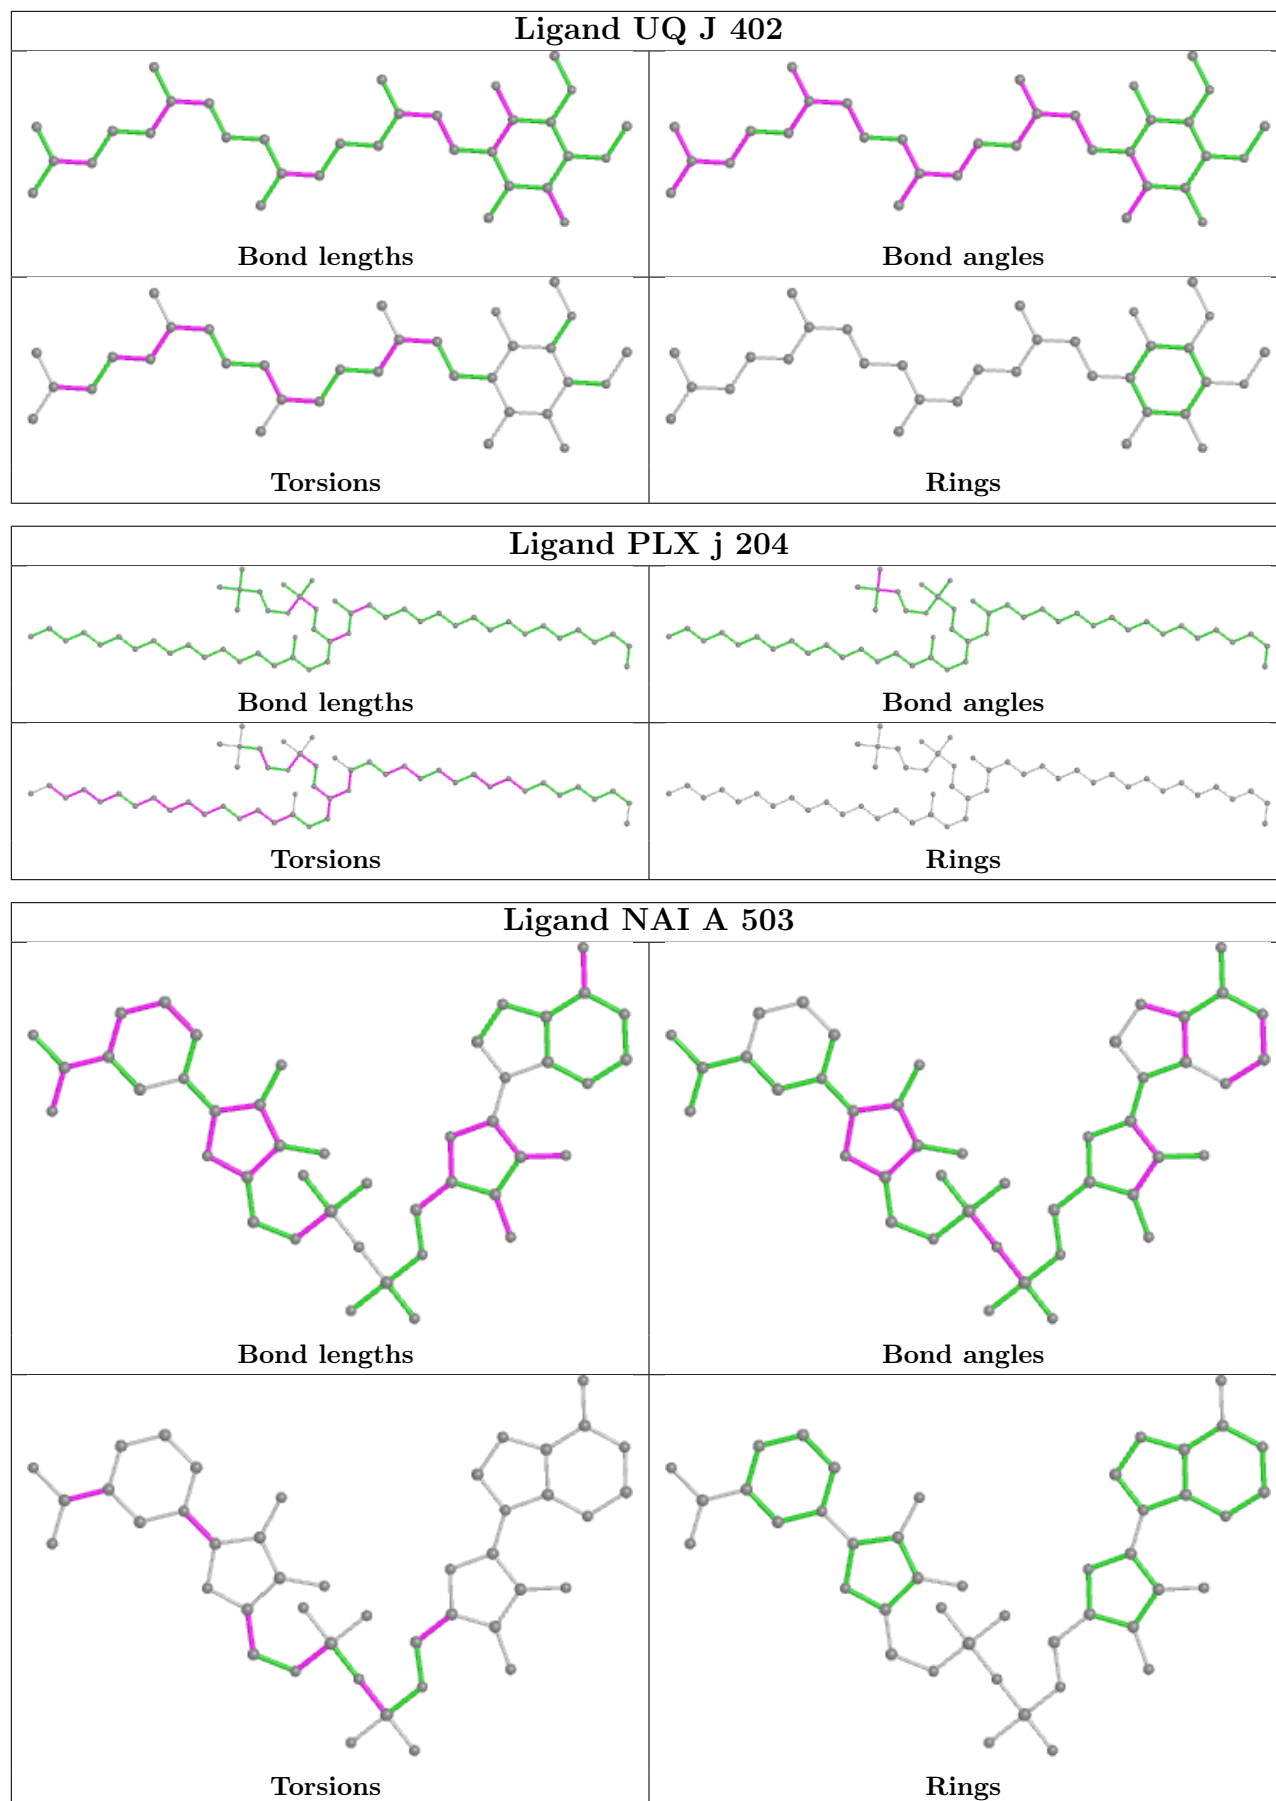 Ligand UQ J 402
Bond lengths
Bond angles
Torsions
Rings
Ligand PLX j 204
Bond lengths
Bond angles
Torsions
Rings
Ligand NAI A 503
Bond lengths
Bond angles
Torsions
Rings